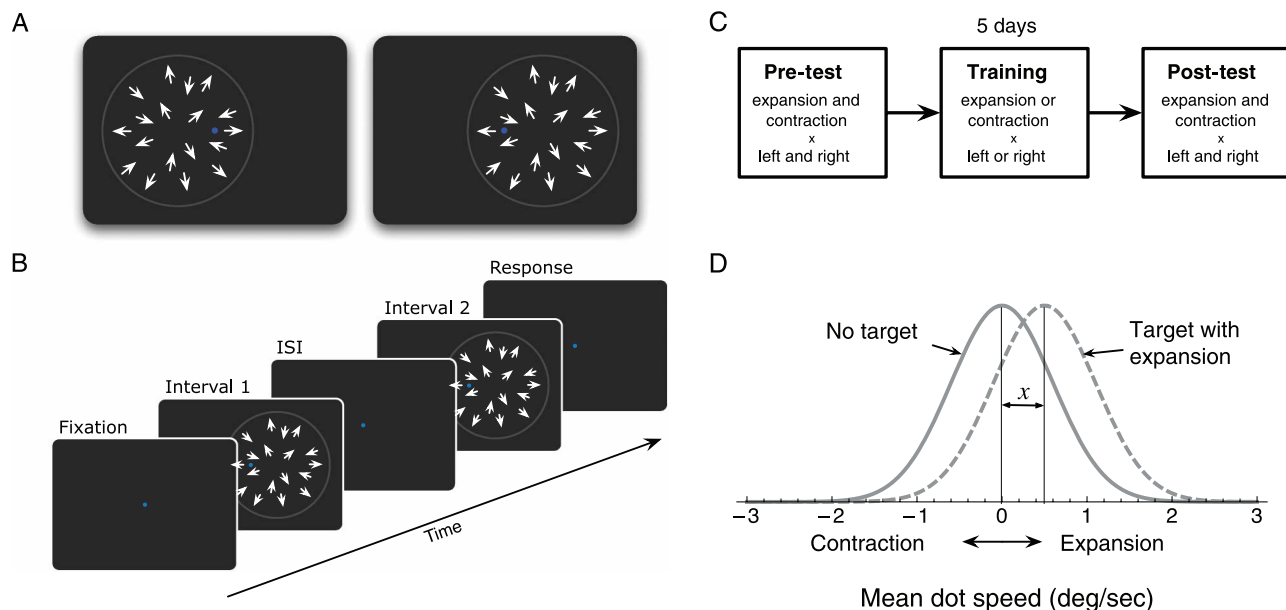 A
B
Fixation
Interval 1
ISI
Interval 2
Response
Time
C
5 days
Pre-test
expansion and
contraction
x
left and right
Training
expansion or
contraction
x
left or right
Post-test
expansion and
contraction
x
left and right
D
No target
Target with
expansion
x
−3 −2 −1 0 1 2 3
Contraction Expansion
Mean dot speed (deg/sec)